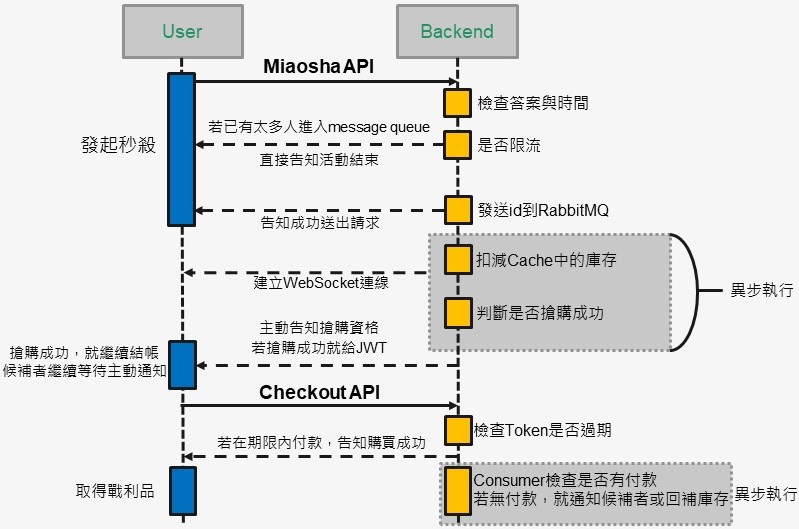 User
Backend
Miaosha API
檢查答案與時間
發起秒殺
若已有太多人進入message queue
直接告知活動結束
是否限流
告知成功送出請求
發送id到RabbitMQ
扣減Cache中的庫存
建立WebSocket連線
判斷是否搶購成功
異步執行
主動告知搶購資格
若搶購成功就給JWT
搶購成功，就繼續結帳
候補者繼續等待主動通知
Checkout API
檢查Token是否過期
若在期限內付款，告知購買成功
取得戰利品
Consumer檢查是否有付款
若無付款，就通知候補者或回補庫存
異步執行